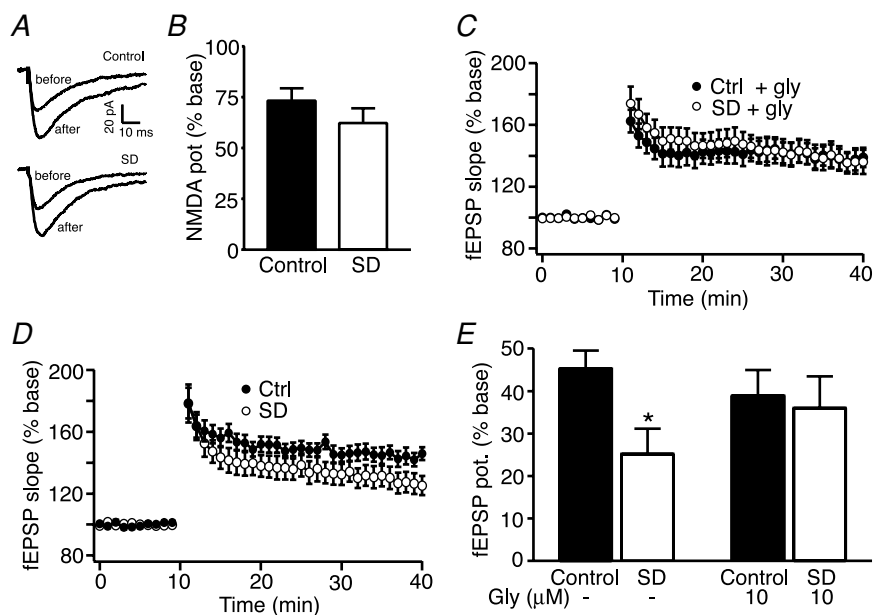 A
Control
before
after
20 pA
10 ms
SD
before
after
B
NMDA pot (% base)
100
75
50
25
0
Control SD
C
fEPSP slope (% base)
200
160
120
80
Ctrl + gly
SD + gly
0 10 20 30 40
Time (min)
D
fEPSP slope (% base)
200
160
120
80
Ctrl
SD
0 10 20 30 40
Time (min)
E
fEPSP pot. (% base)
50
40
30
20
10
0
*
Control SD Control SD
Gly (μM) - - 10 10